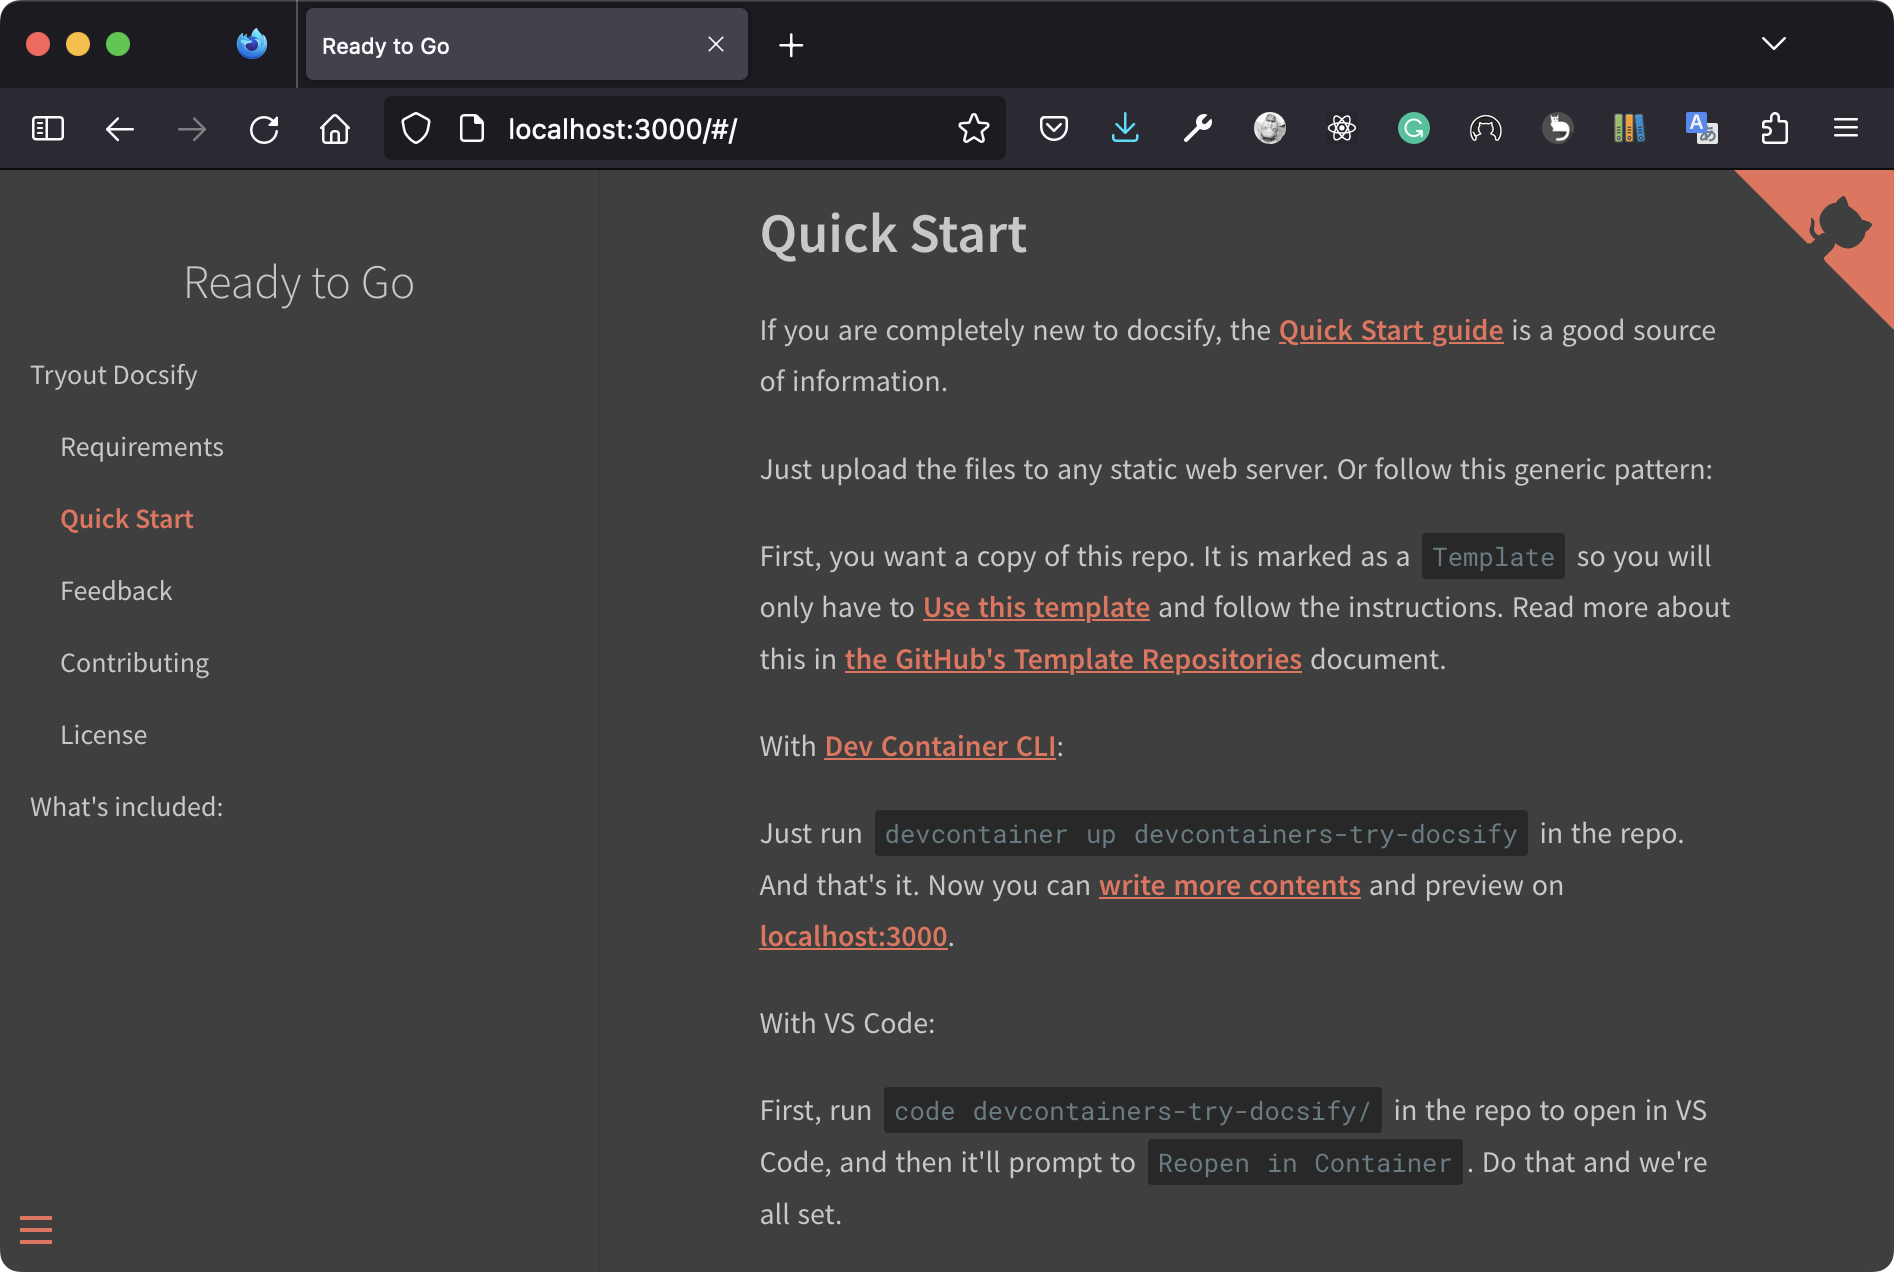 Ready to Go
localhost:3000/#/
Ready to Go
Tryout Docsify
Requirements
Quick Start
Feedback
Contributing
License
What's included:
Quick Start
If you are completely new to docsify, the Quick Start guide is a good source
of information.
Just upload the files to any static web server. Or follow this generic pattern:
First, you want a copy of this repo. It is marked as a Template so you will
only have to Use this template and follow the instructions. Read more about
this in the GitHub's Template Repositories document.
With Dev Container CLI:
Just run devcontainer up devcontainers-try-docsify in the repo.
And that's it. Now you can write more contents and preview on
localhost:3000.
With VS Code:
First, run code devcontainers-try-docsify/ in the repo to open in VS
Code, and then it'll prompt to Reopen in Container. Do that and we're
all set.